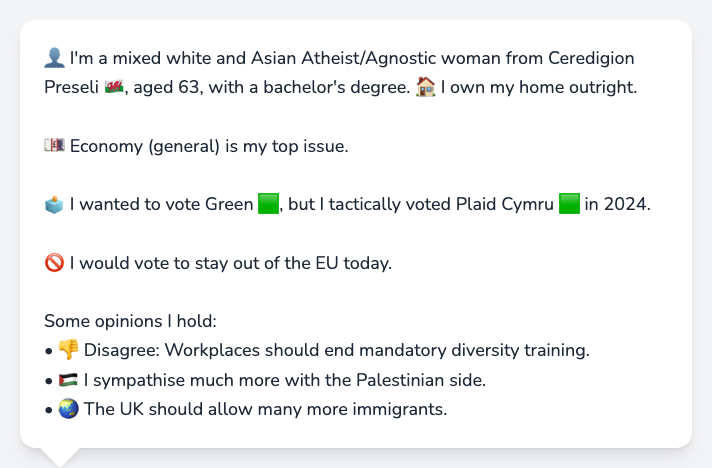 👤 I'm a mixed white and Asian Atheist/Agnostic woman from Ceredigion
Preseli 🏴󠁧󠁢󠁷󠁬󠁳󠁿, aged 63, with a bachelor's degree. 🏠 I own my home outright.
💷 Economy (general) is my top issue.
🗳️ I wanted to vote Green 🟩, but I tactically voted Plaid Cymru 🟩 in 2024.
🚫 I would vote to stay out of the EU today.
Some opinions I hold:
• 👎 Disagree: Workplaces should end mandatory diversity training.
• 🇵🇸 I sympathise much more with the Palestinian side.
• 🌏 The UK should allow many more immigrants.